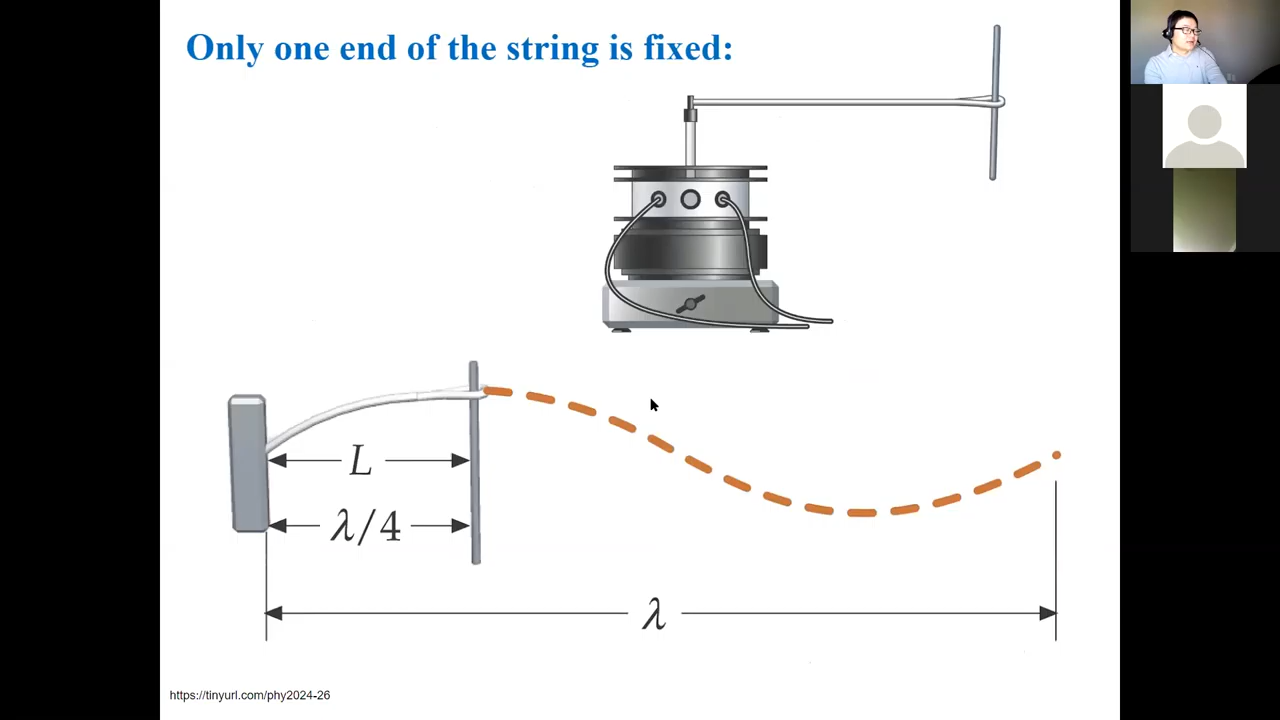 Only one end of the string is fixed:
L
λ/4
λ
https://tinyurl.com/phy2024-26